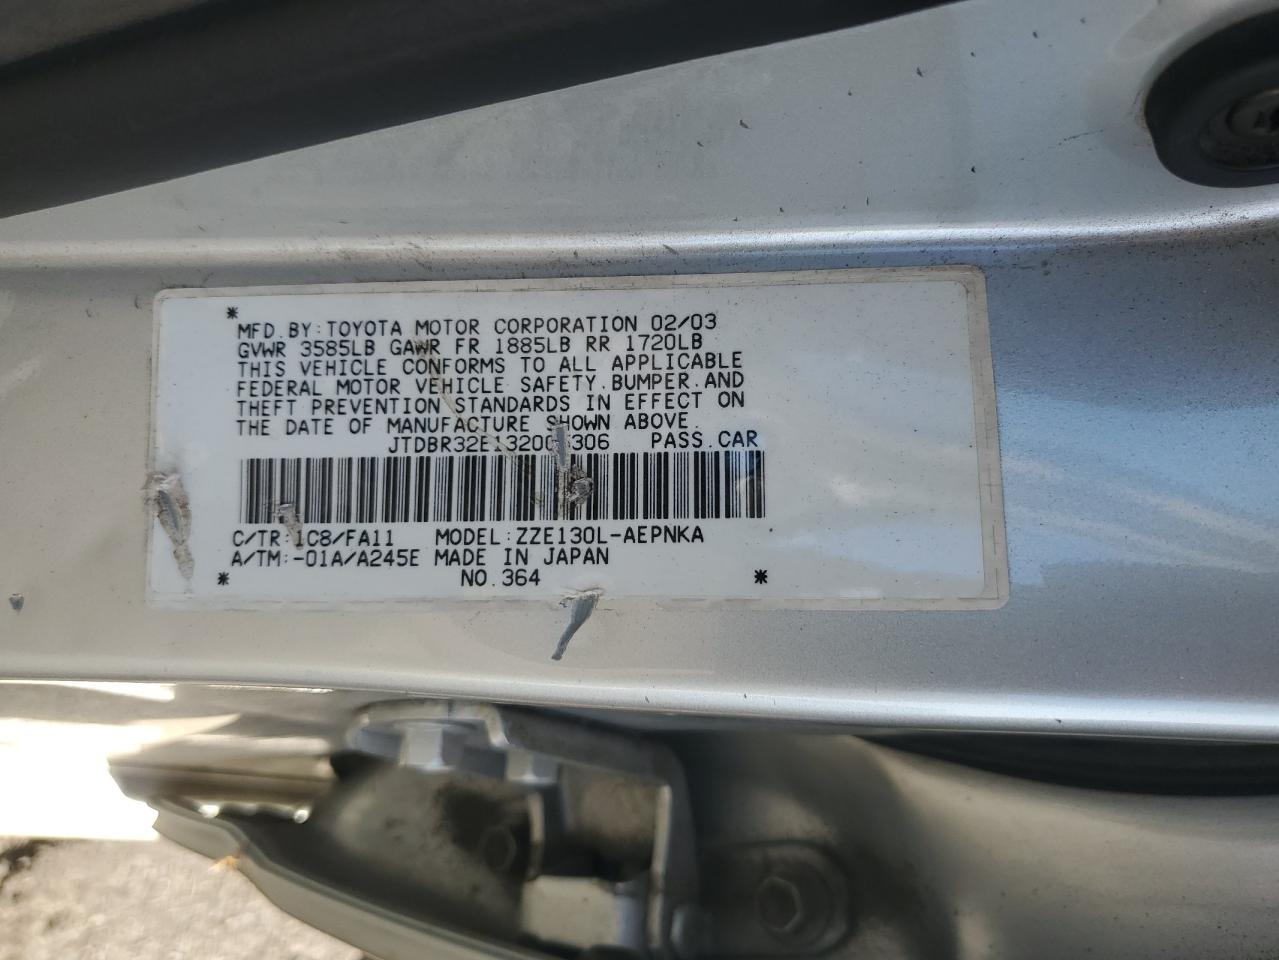 *
MFD.BY:TOYOTA MOTOR CORPORATION 02/03
GVWR 3585LB GAWR FR 1885LB RR 1720LB
THIS VEHICLE CONFORMS TO ALL APPLICABLE
FEDERAL MOTOR VEHICLE SAFETY.BUMPER.AND
THEFT PREVENTION STANDARDS IN EFFECT ON
THE DATE OF MANUFACTURE SHOWN ABOVE.
PASS.CAR
C/TR:1C8/FA11 MODEL:ZZE130L-AEPNKA
A/TM:-01A/A245E MADE IN JAPAN
* NO.364 *